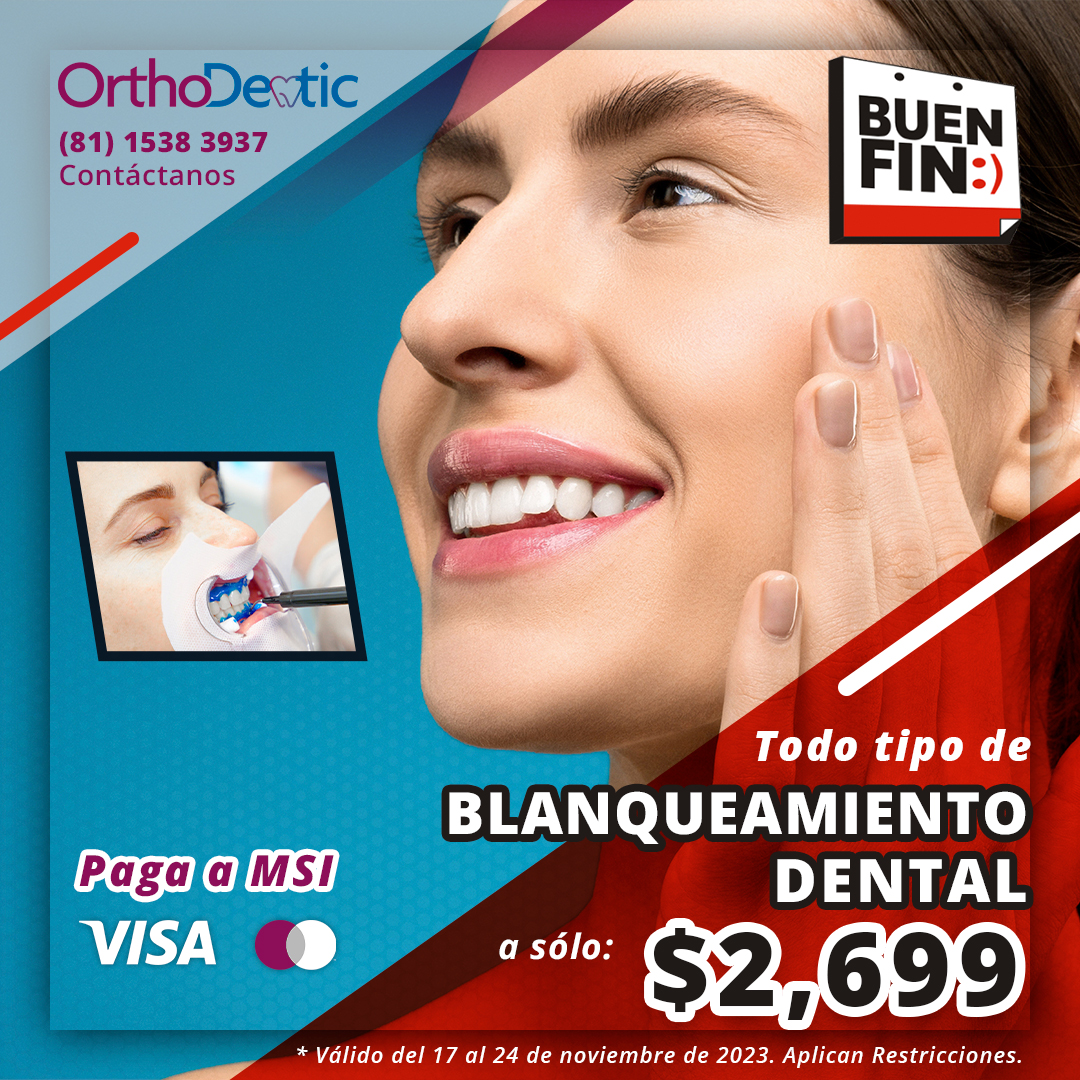 OrthoDentic
(81) 1538 3937
Contáctanos
BUEN
FIN:)
Todo tipo de
BLANQUEAMIENTO
DENTAL
a sólo:
$2,699
Paga a MSI
VISA
* Válido del 17 al 24 de noviembre de 2023. Aplican Restricciones.